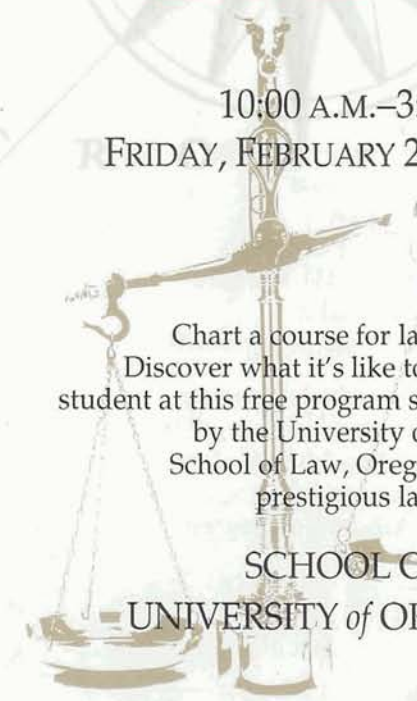 10:00 A.M.–3
FRIDAY, FEBRUARY 2
Chart a course for la
Discover what it's like to
student at this free program s
by the University o
School of Law, Oreg
prestigious la
SCHOOL O
UNIVERSITY of OR